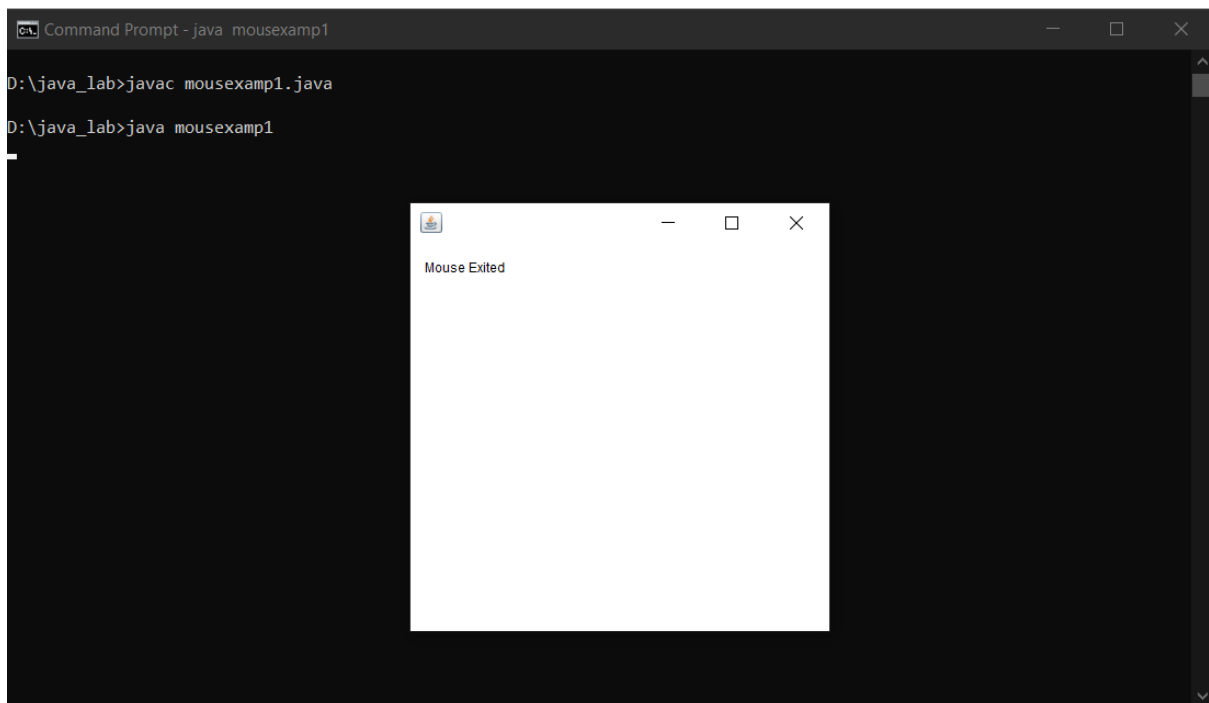 Command Prompt - java  mousexamp1
D:\java_lab>javac mousexamp1.java
D:\java_lab>java mousexamp1
Mouse Exited